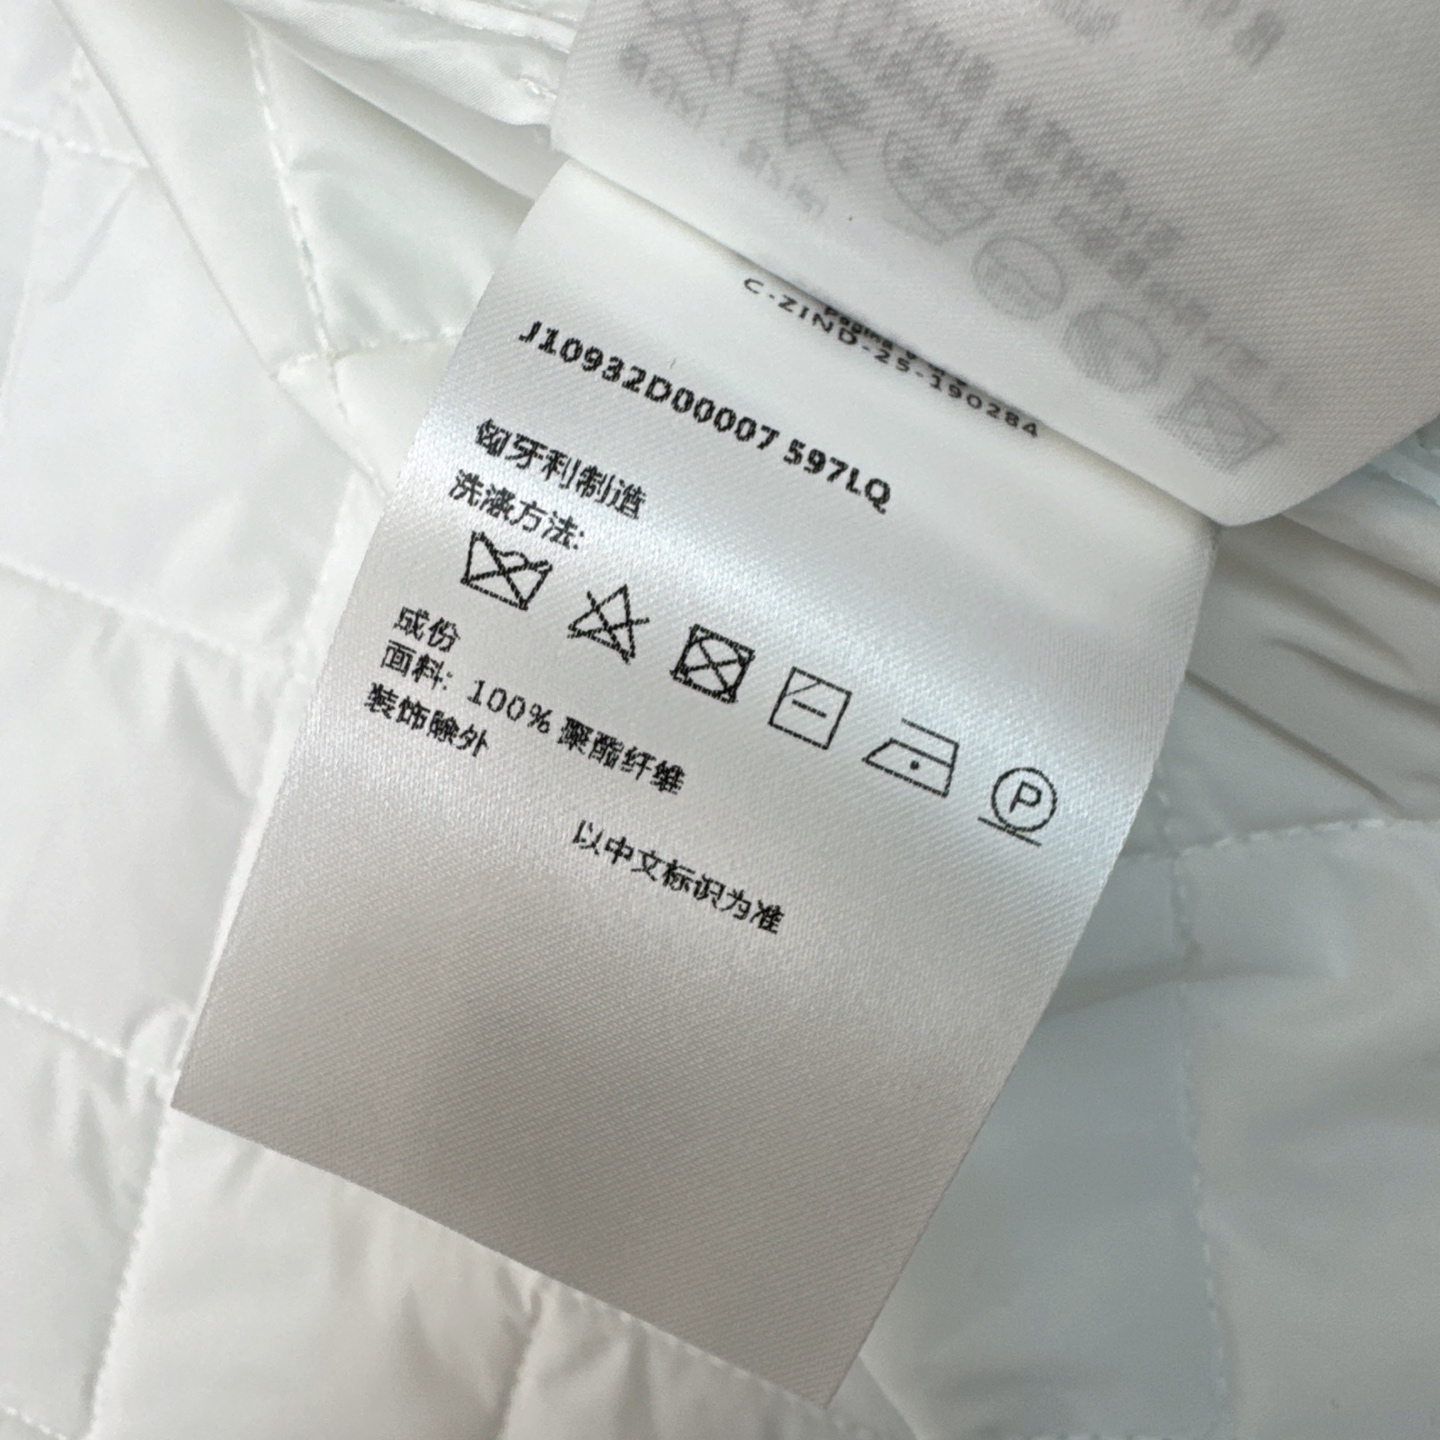 C-ZIND-25-190284
J10932D00007 597LQ
匈牙利制造
洗涤方法:
P
成份
面料: 100% 聚酯纤维
装饰除外
以中文标识为准